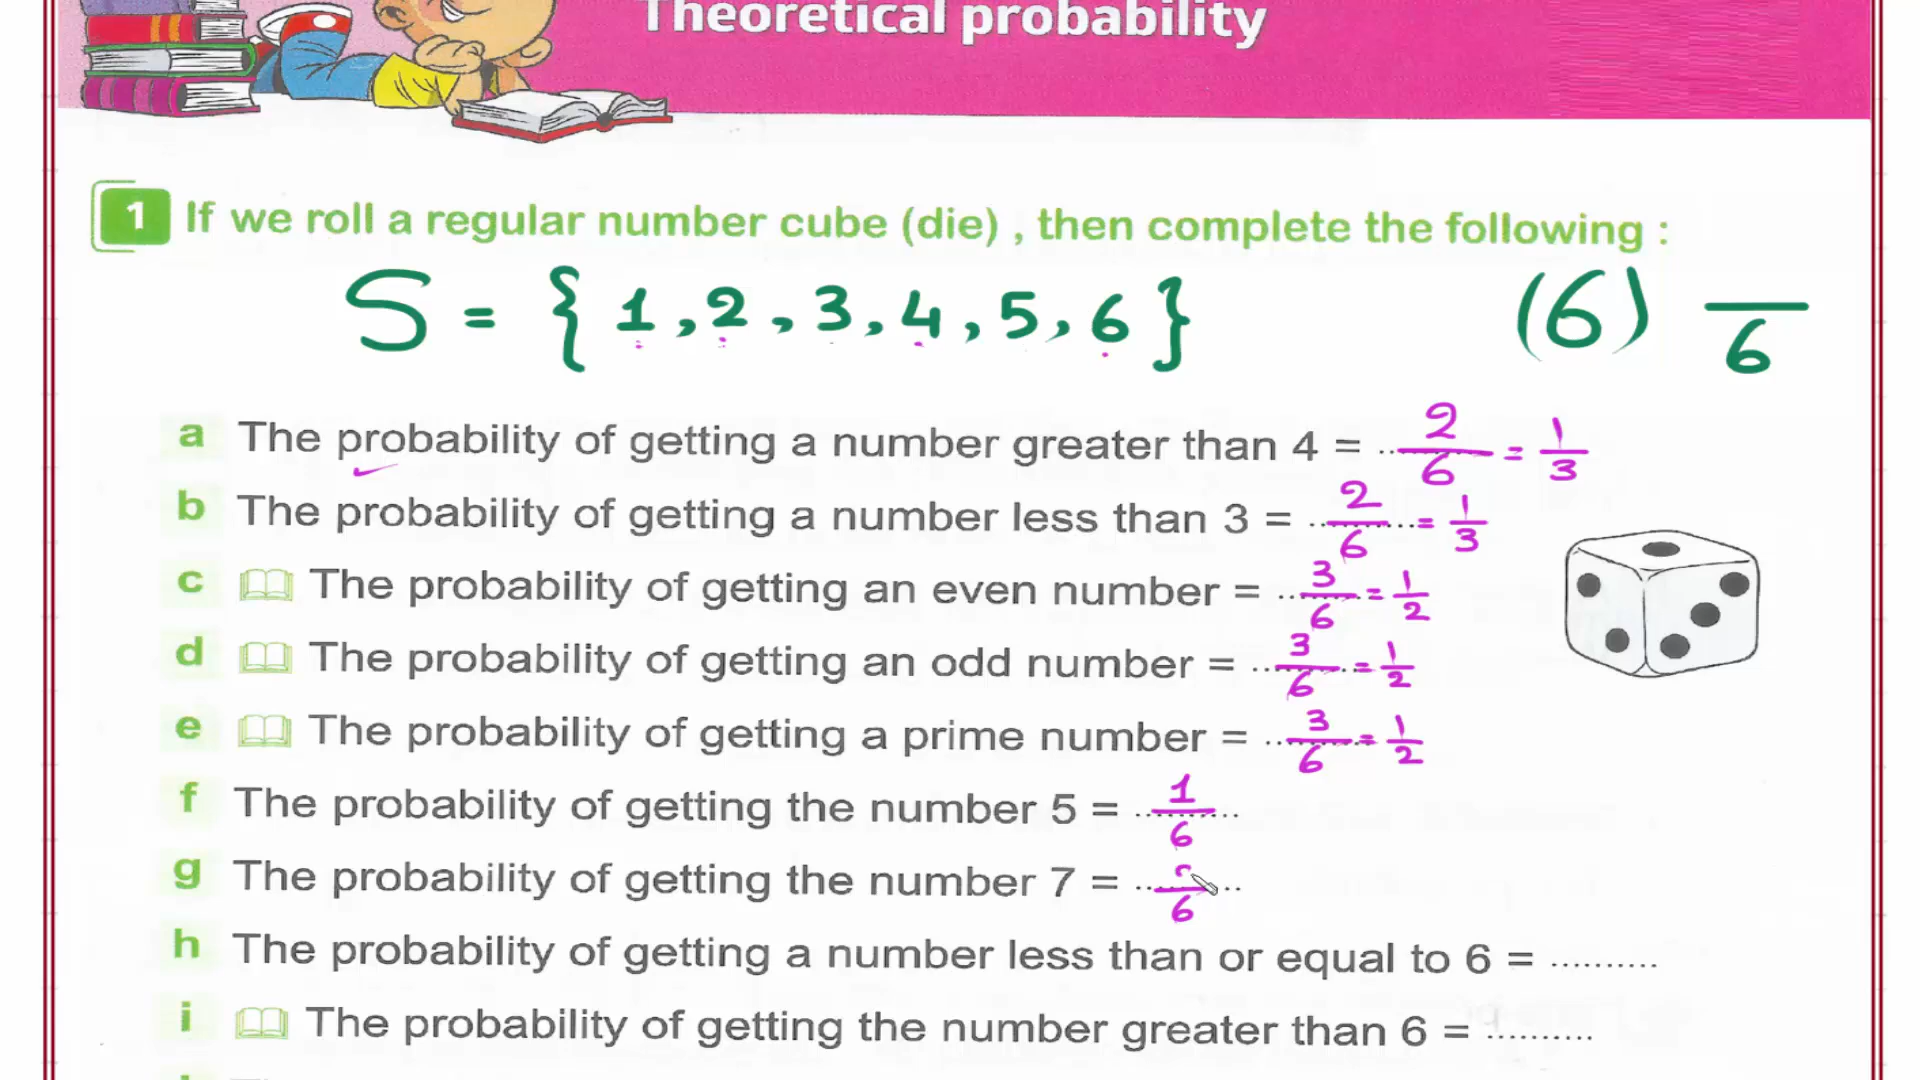 Theoretical probability
1 If we roll a regular number cube (die) , then complete the following :
S = { 1 , 2 , 3 , 4 , 5 , 6 } (6) — / 6
a The probability of getting a number greater than 4 = 2/6 = 1/3
b The probability of getting a number less than 3 = 2/6 = 1/3
c The probability of getting an even number = 3/6 = 1/2
d The probability of getting an odd number = 3/6 = 1/2
e The probability of getting a prime number = 3/6 = 1/2
f The probability of getting the number 5 = 1/6
g The probability of getting the number 7 = /6
h The probability of getting a number less than or equal to 6 = ..........
i The probability of getting the number greater than 6 = ..........